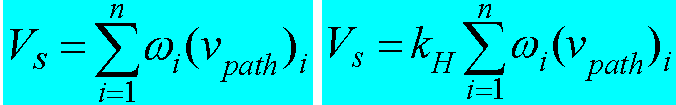 $V_s = \sum_{i=1}^{n} \omega_i (v_{path})_i$ $V_s = k_H \sum_{i=1}^{n} \omega_i (v_{path})_i$